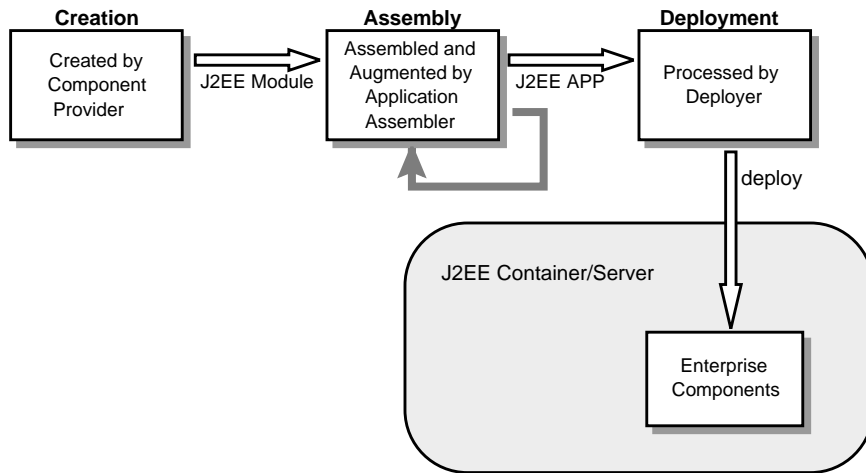 Creation
Assembly
Deployment
Created by
Component
Provider
J2EE Module
Assembled and
Augmented by
Application
Assembler
J2EE APP
Processed by
Deployer
deploy
J2EE Container/Server
Enterprise
Components